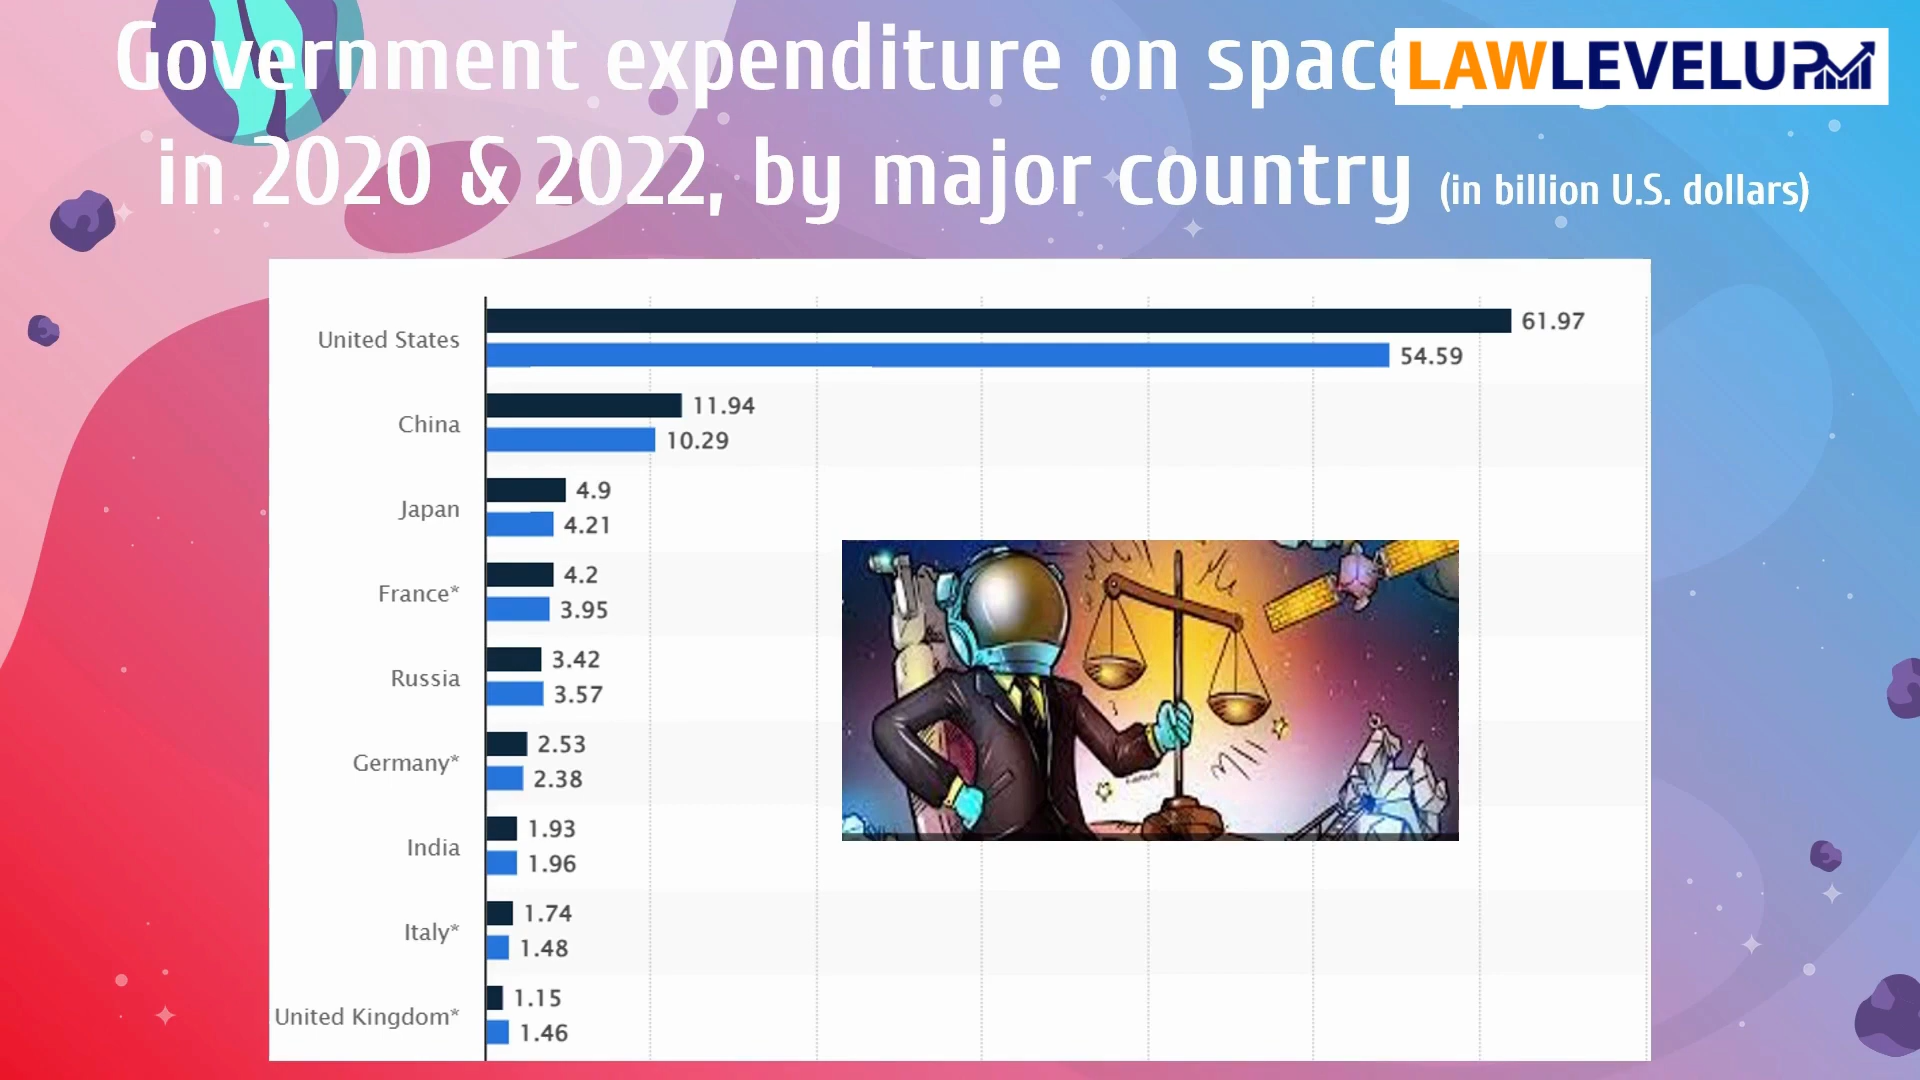 Government expenditure on space
LAWLEVELUP
in 2020 & 2022, by major country (in billion U.S. dollars)
United States
61.97
54.59
China
11.94
10.29
Japan
4.9
4.21
France*
4.2
3.95
Russia
3.42
3.57
Germany*
2.53
2.38
India
1.93
1.96
Italy*
1.74
1.48
United Kingdom*
1.15
1.46